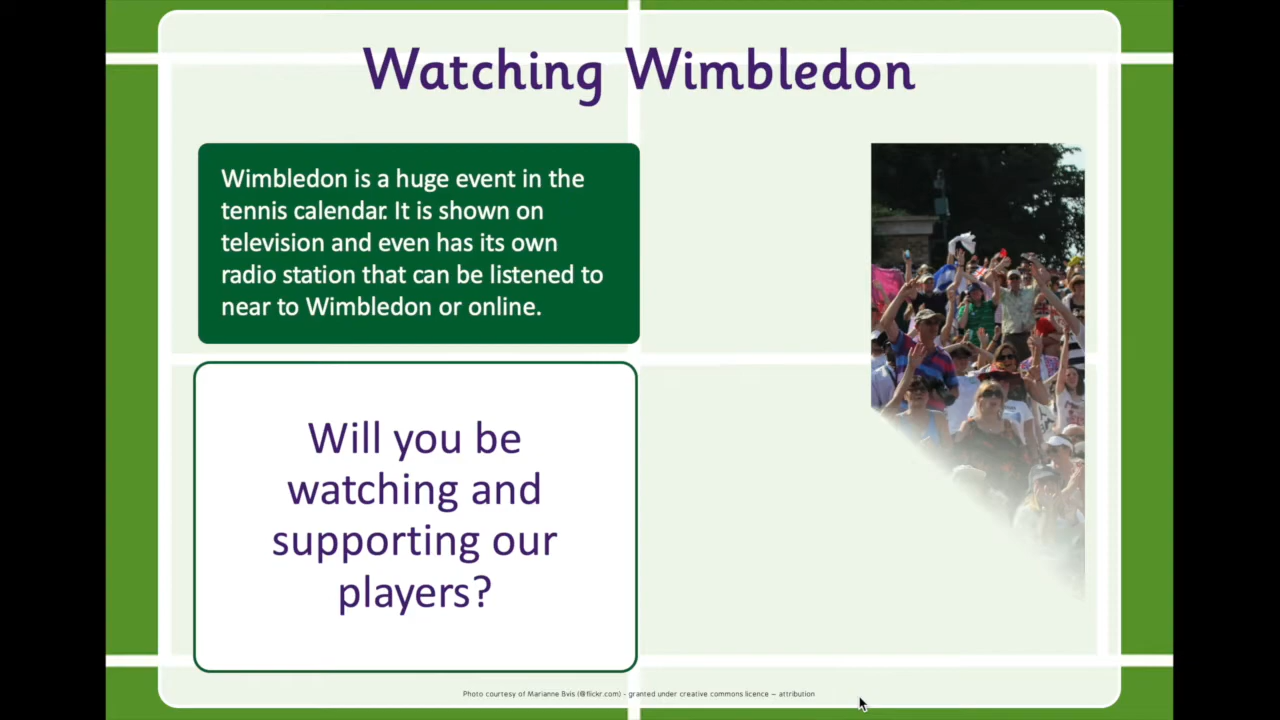 Watching Wimbledon
Wimbledon is a huge event in the
tennis calendar. It is shown on
television and even has its own
radio station that can be listened to
near to Wimbledon or online.
Will you be
watching and
supporting our
players?
Photo courtesy of Marianne Bvis (@flickr.com) - granted under creative commons licence – attribution